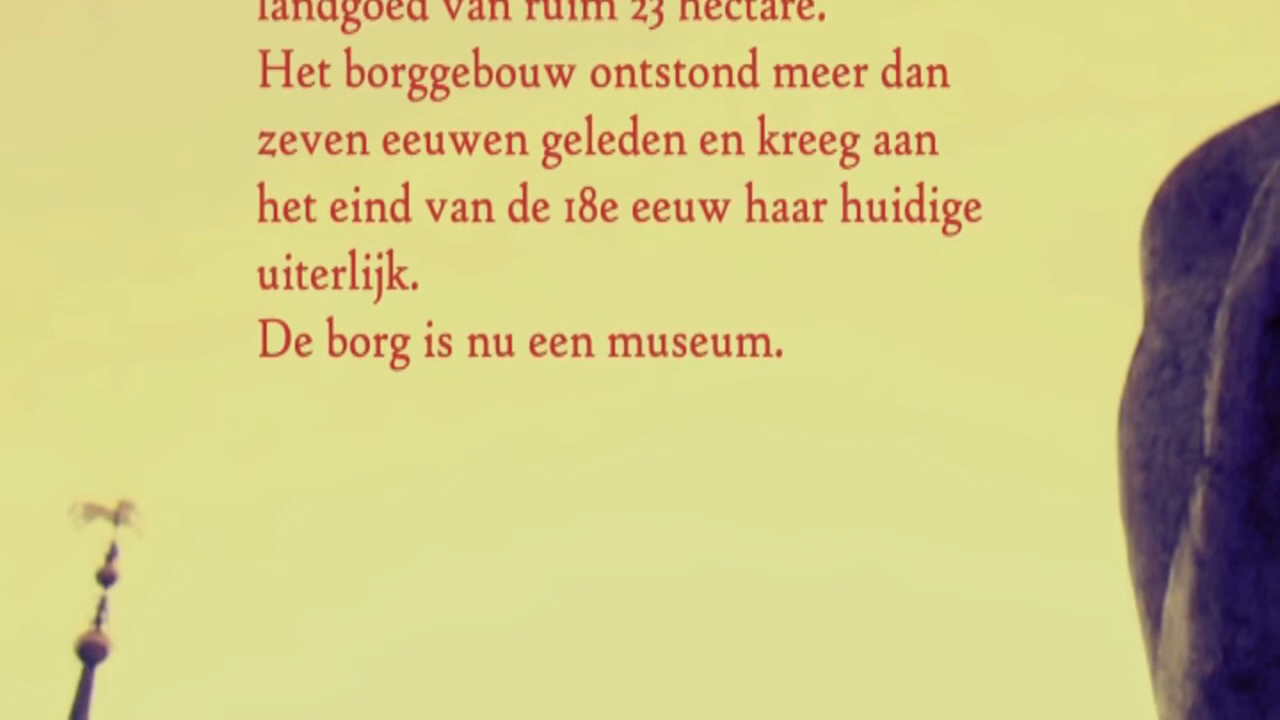 landgoed van ruim 23 hectare.
Het borggebouw ontstond meer dan
zeven eeuwen geleden en kreeg aan
het eind van de 18e eeuw haar huidige
uiterlijk.
De borg is nu een museum.